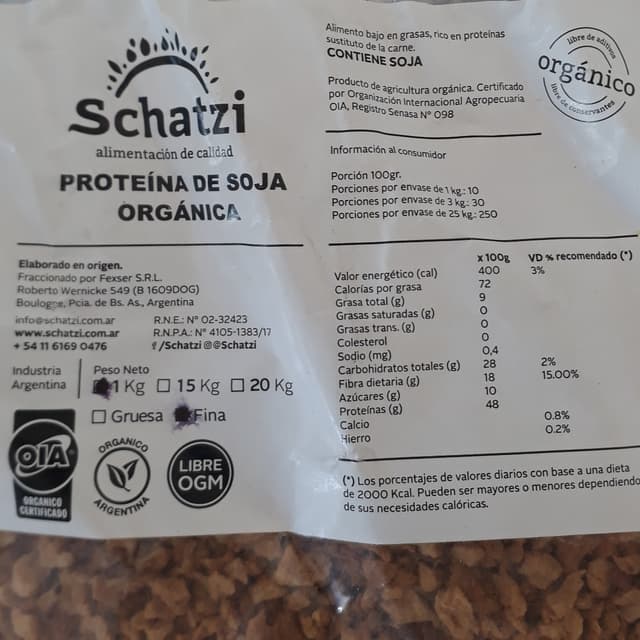 Schatzi
alimentación de calidad
PROTEÍNA DE SOJA
ORGÁNICA
Elaborado en origen.
Fraccionado por Fexser S.R.L.
Roberto Wernicke 549 (B 1609DOG)
Boulogne, Pcia. de Bs. As., Argentina
info@schatzi.com.ar R.N.E.: N° 02-32423
www.schatzi.com.ar R.N.P.A.: N° 4105-1383/17
+ 54 11 6169 0476 f /Schatzi @Schatzi
Industria
Argentina
Peso Neto
1 Kg 15 Kg 20 Kg
Gruesa Fina
OIA
ORGANICO
CERTIFICADO
ORGANICO
ARGENTINA
LIBRE
OGM
Alimento bajo en grasas, rico en proteínas
sustituto de la carne.
CONTIENE SOJA
Producto de agricultura orgánica. Certificado
por Organización Internacional Agropecuaria
OIA, Registro Senasa N° 098
libre de aditivos
orgánico
libre de conservantes
Información al consumidor
Porción 100gr.
Porciones por envase de 1 kg.: 10
Porciones por envase de 3 kg.: 30
Porciones por envase de 25 kg.: 250
x 100g VD % recomendado (*)
Valor energético (cal) 400 3%
Calorías por grasa 72
Grasa total (g) 9
Grasas saturadas (g) 0
Grasas trans. (g) 0
Colesterol 0
Sodio (mg) 0,4
Carbohidratos totales (g) 28 2%
Fibra dietaria (g) 18 15.00%
Azúcares (g) 10
Proteínas (g) 48
Calcio 0.8%
Hierro 0.2%
(*) Los porcentajes de valores diarios con base a una dieta
de 2000 Kcal. Pueden ser mayores o menores dependiendo
de sus necesidades calóricas.